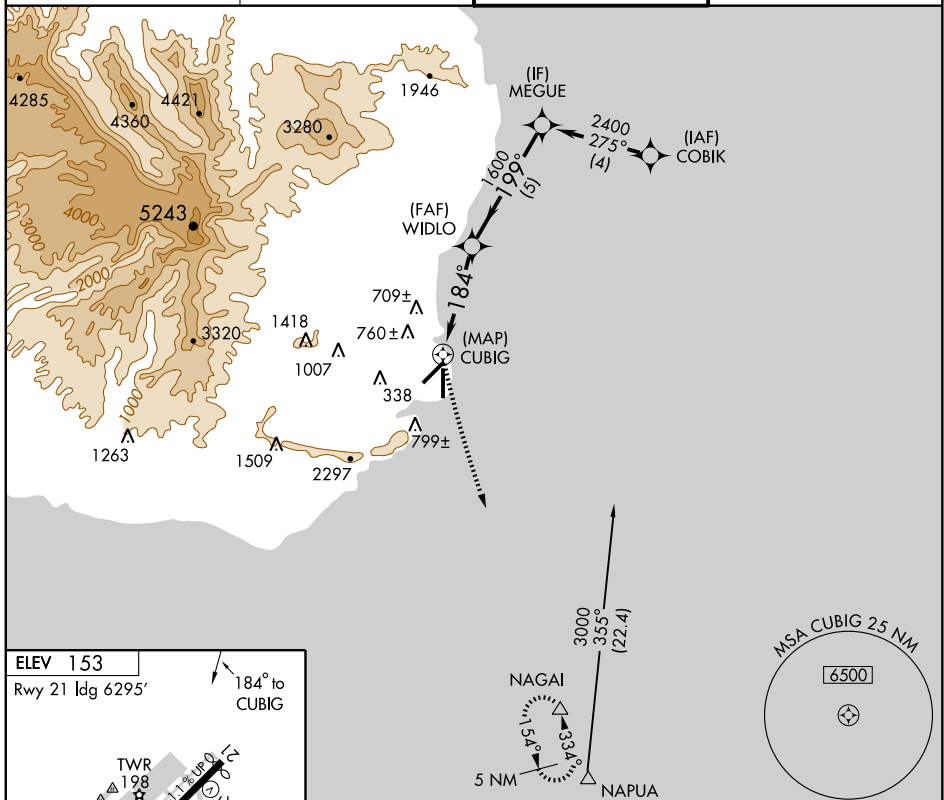 4285
4360
4421
3280
1946
(IF)
MEGUE
2400
275°
(4)
(IAF)
COBIK
1600
199°
(5)
5243
4000
3000
2000
1000
(FAF)
WIDLO
184°
709±
760±
(MAP)
CUBIG
1418
1007
3320
338
799±
1263
1509
2297
3000
355°
(22.4)
MSA CUBIG 25 NM
6500
NAGAI
154°
334°
5 NM
NAPUA
ELEV 153
Rwy 21 ldg 6295'
184° to
CUBIG
TWR
198
1.1% UP
21
V